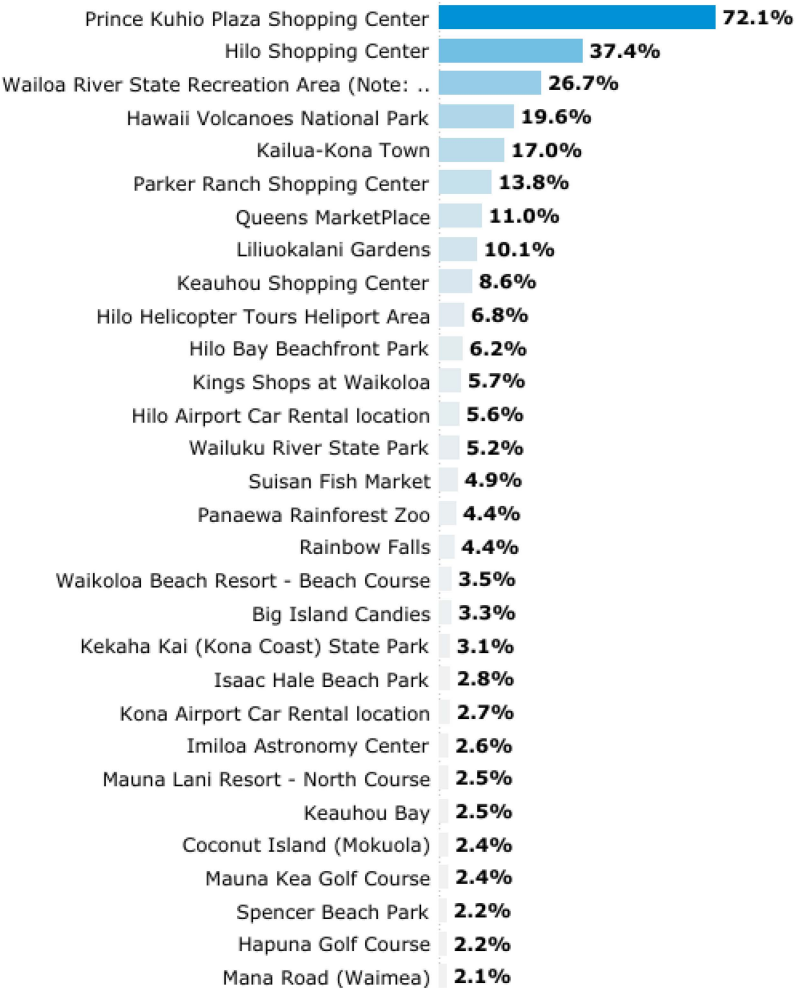 Prince Kuhio Plaza Shopping Center 72.1%
Hilo Shopping Center 37.4%
Wailoa River State Recreation Area (Note: .. 26.7%
Hawaii Volcanoes National Park 19.6%
Kailua-Kona Town 17.0%
Parker Ranch Shopping Center 13.8%
Queens MarketPlace 11.0%
Liliuokalani Gardens 10.1%
Keauhou Shopping Center 8.6%
Hilo Helicopter Tours Heliport Area 6.8%
Hilo Bay Beachfront Park 6.2%
Kings Shops at Waikoloa 5.7%
Hilo Airport Car Rental location 5.6%
Wailuku River State Park 5.2%
Suisan Fish Market 4.9%
Panaewa Rainforest Zoo 4.4%
Rainbow Falls 4.4%
Waikoloa Beach Resort - Beach Course 3.5%
Big Island Candies 3.3%
Kekaha Kai (Kona Coast) State Park 3.1%
Isaac Hale Beach Park 2.8%
Kona Airport Car Rental location 2.7%
Imiloa Astronomy Center 2.6%
Mauna Lani Resort - North Course 2.5%
Keauhou Bay 2.5%
Coconut Island (Mokuola) 2.4%
Mauna Kea Golf Course 2.4%
Spencer Beach Park 2.2%
Hapuna Golf Course 2.2%
Mana Road (Waimea) 2.1%